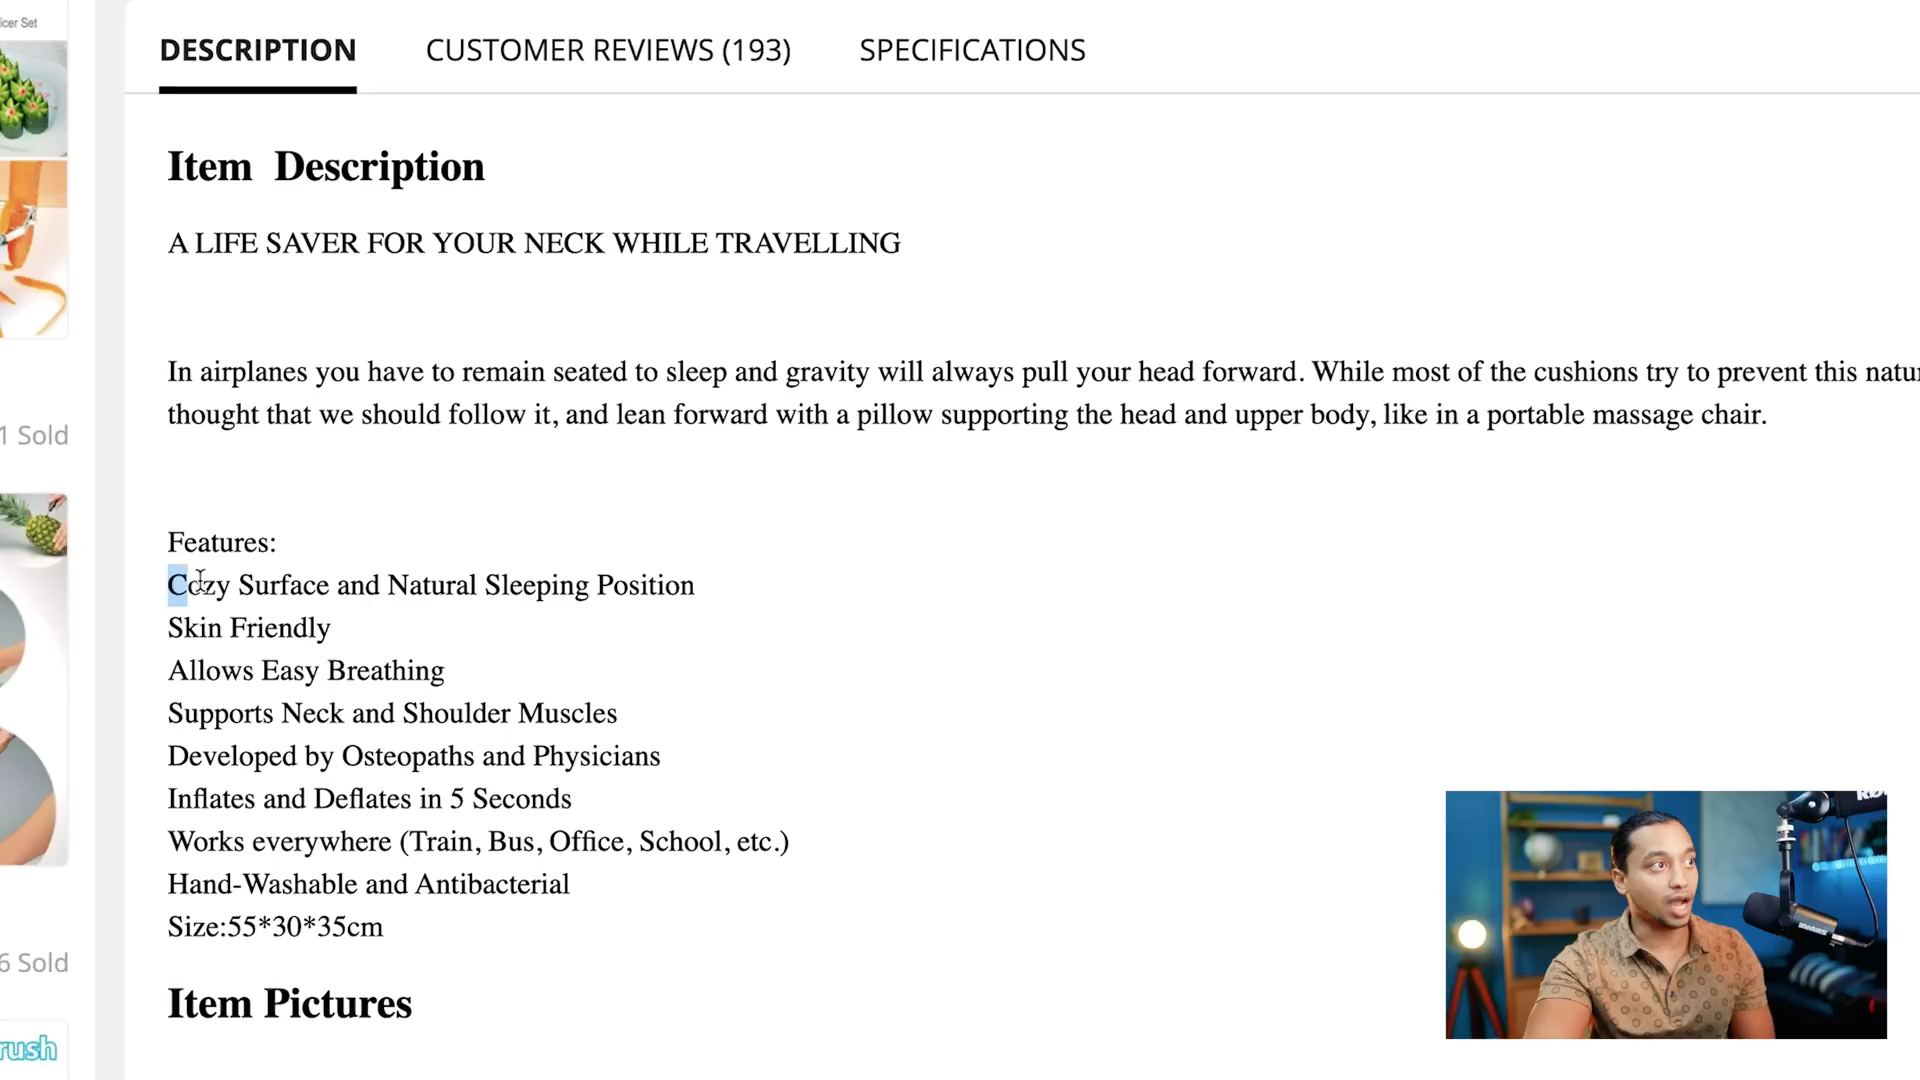 icer Set
DESCRIPTION
CUSTOMER REVIEWS (193)
SPECIFICATIONS
Item Description
A LIFE SAVER FOR YOUR NECK WHILE TRAVELLING
In airplanes you have to remain seated to sleep and gravity will always pull your head forward. While most of the cushions try to prevent this natur
thought that we should follow it, and lean forward with a pillow supporting the head and upper body, like in a portable massage chair.
1 Sold
Features:
Cozy Surface and Natural Sleeping Position
Skin Friendly
Allows Easy Breathing
Supports Neck and Shoulder Muscles
Developed by Osteopaths and Physicians
Inflates and Deflates in 5 Seconds
Works everywhere (Train, Bus, Office, School, etc.)
Hand-Washable and Antibacterial
Size:55*30*35cm
6 Sold
Item Pictures
rush